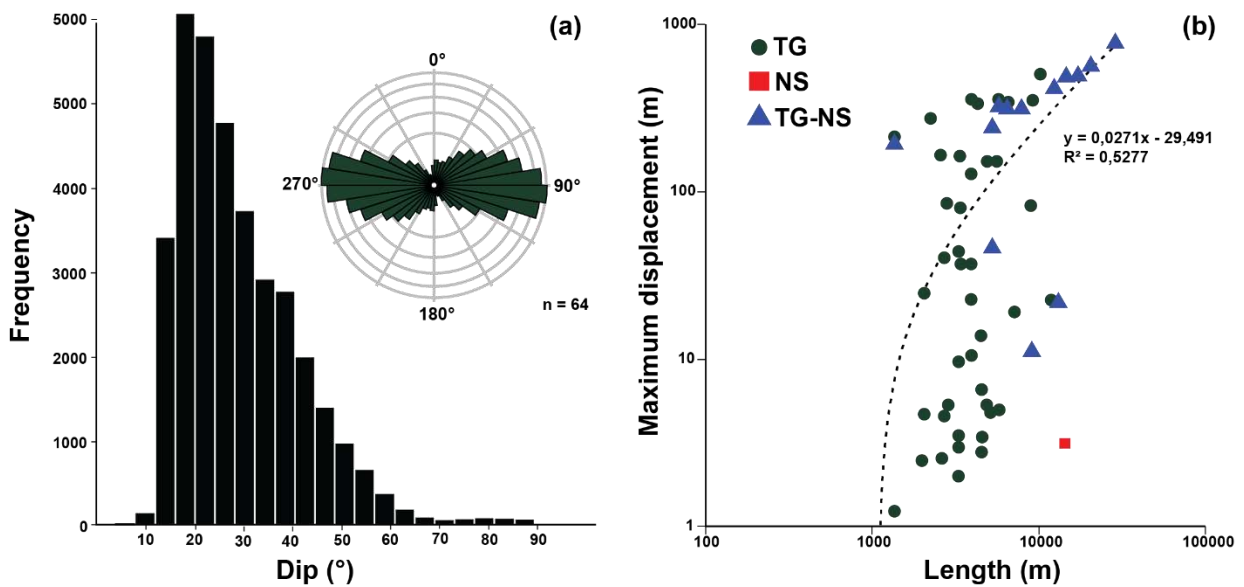 (a)
Frequency
5000
5000
4000
3000
2000
1000
0
10 20 30 40 50 60 70 80 90
Dip (°)
0°
90°
180°
270°
n = 64
(b)
TG
NS
TG-NS
Maximum displacement (m)
1000
100
10
1
y = 0,0271x - 29,491
R² = 0,5277
100 1000 10000 100000
Length (m)